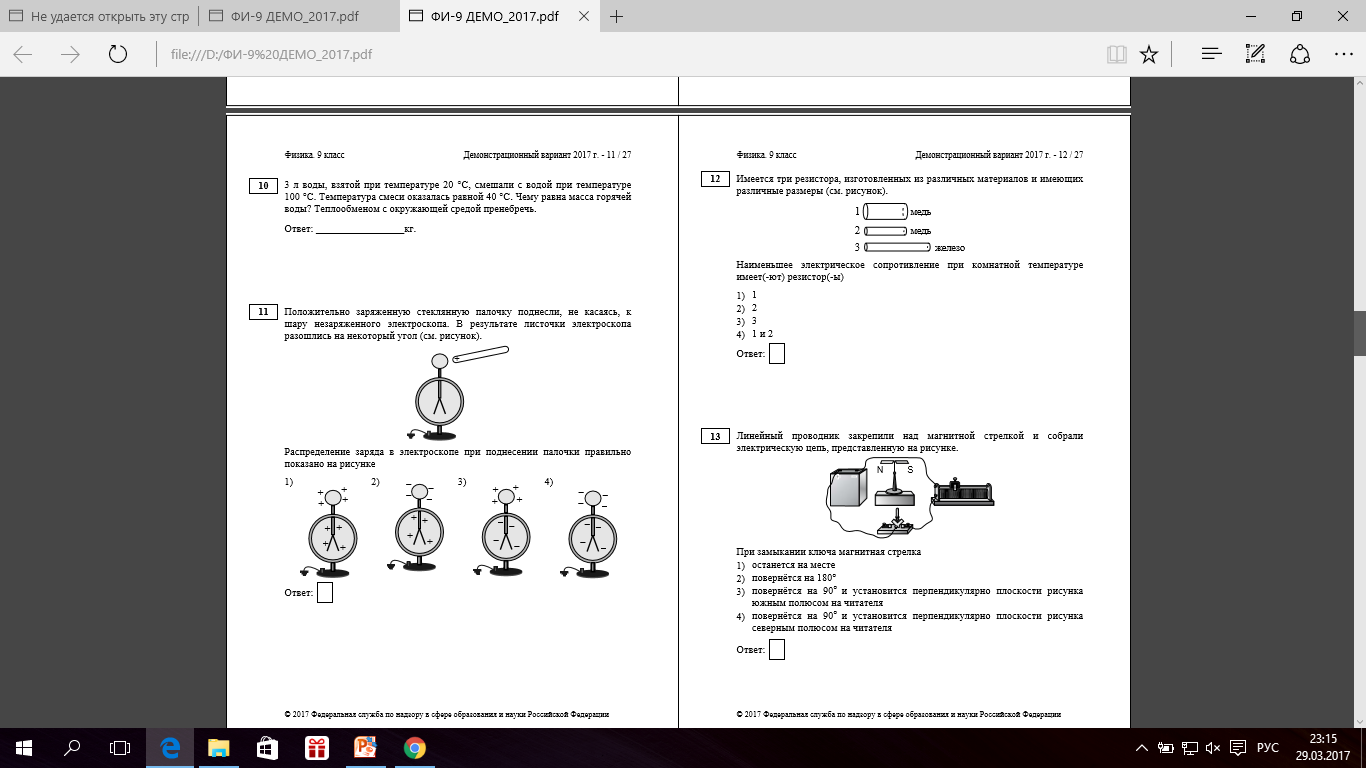 Не удается открыть эту стр
ФИ-9 ДЕМО_2017.pdf
ФИ-9 ДЕМО_2017.pdf
file:///D:/ФИ-9%20ДЕМО_2017.pdf
Физика. 9 класс
Демонстрационный вариант 2017 г. - 11 / 27
10
3 л воды, взятой при температуре 20 °С, смешали с водой при температуре
100 °С. Температура смеси оказалась равной 40 °С. Чему равна масса горячей
воды? Теплообменом с окружающей средой пренебречь.
Ответ: __________________кг.
11
Положительно заряженную стеклянную палочку поднесли, не касаясь, к
шару незаряженного электроскопа. В результате листочки электроскопа
разошлись на некоторый угол (см. рисунок).
+
Распределение заряда в электроскопе при поднесении палочки правильно
показано на рисунке
1)
2)
3)
4)
+ + + + + + + +
– – – – + + + +
+ + + + – – – –
– – – – – – – –
Ответ:
© 2017 Федеральная служба по надзору в сфере образования и науки Российской Федерации
Физика. 9 класс
Демонстрационный вариант 2017 г. - 12 / 27
12
Имеется три резистора, изготовленных из различных материалов и имеющих
различные размеры (см. рисунок).
1 медь
2 медь
3 железо
Наименьшее электрическое сопротивление при комнатной температуре
имеет(-ют) резистор(-ы)
1) 1
2) 2
3) 3
4) 1 и 2
Ответ:
13
Линейный проводник закрепили над магнитной стрелкой и собрали
электрическую цепь, представленную на рисунке.
N S
При замыкании ключа магнитная стрелка
1) останется на месте
2) повернётся на 180°
3) повернётся на 90° и установится перпендикулярно плоскости рисунка
южным полюсом на читателя
4) повернётся на 90° и установится перпендикулярно плоскости рисунка
северным полюсом на читателя
Ответ:
© 2017 Федеральная служба по надзору в сфере образования и науки Российской Федерации
РУС
23:15
29.03.2017